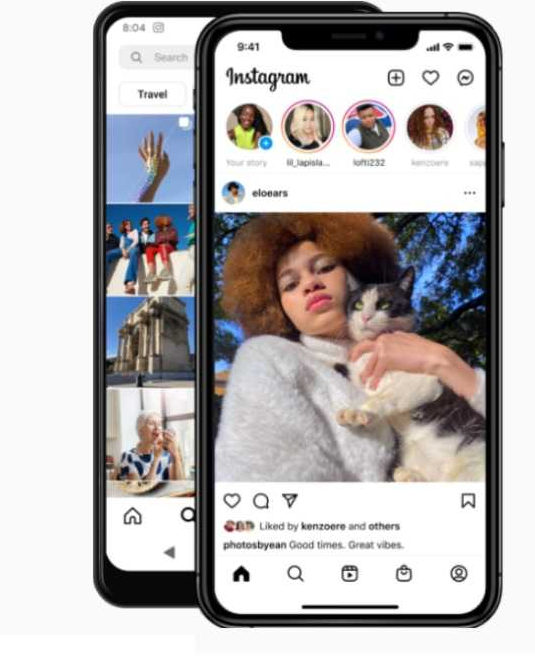 8:04
Search
Travel
9:41
Instagram
Your story
lil_lapisla...
lofti232
kenzoere
eloears
Liked by kenzoere and others
photosbyean Good times. Great vibes.